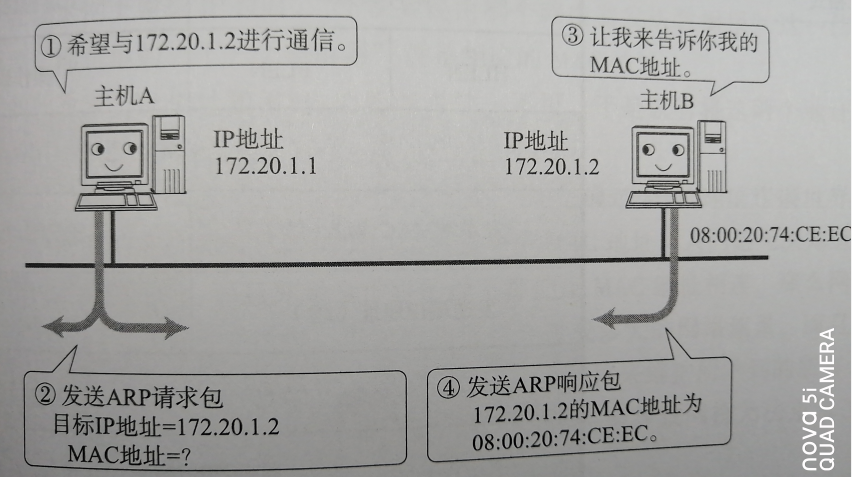 ① 希望与172.20.1.2进行通信。
③ 让我来告诉你我的
MAC地址。
主机A
主机B
IP地址
172.20.1.1
IP地址
172.20.1.2
08:00:20:74:CE:EC
② 发送ARP请求包
目标IP地址=172.20.1.2
MAC地址=?
④ 发送ARP响应包
172.20.1.2的MAC地址为
08:00:20:74:CE:EC。
nova 5i
QUAD CAMERA